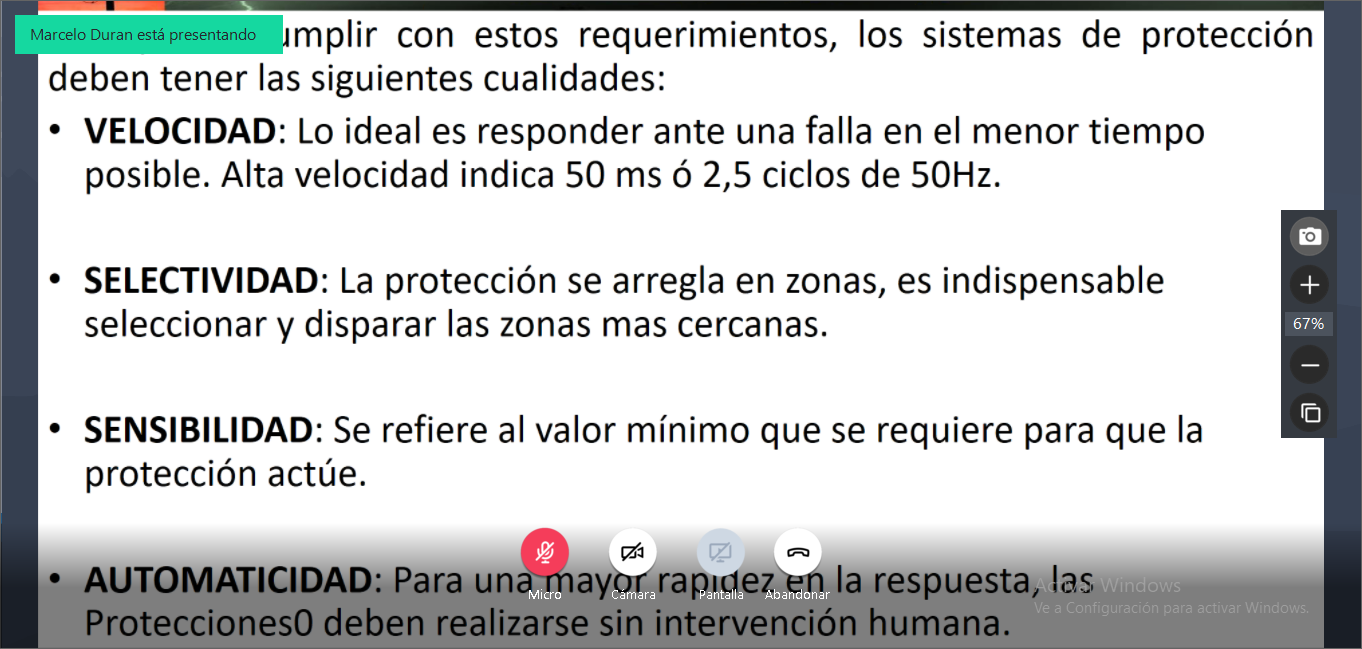 Marcelo Duran está presentando
umplir con estos requerimientos, los sistemas de protección
deben tener las siguientes cualidades:
• VELOCIDAD: Lo ideal es responder ante una falla en el menor tiempo
posible. Alta velocidad indica 50 ms ó 2,5 ciclos de 50Hz.
• SELECTIVIDAD: La protección se arregla en zonas, es indispensable
seleccionar y disparar las zonas mas cercanas.
67%
• SENSIBILIDAD: Se refiere al valor mínimo que se requiere para que la
protección actúe.
• AUTOMATICIDAD: Para una mayor rapidez en la respuesta, las
Protecciones0 deben realizarse sin intervención humana.
Micro Cámara Pantalla Abandonar
Activar Windows
Ve a Configuración para activar Windows.